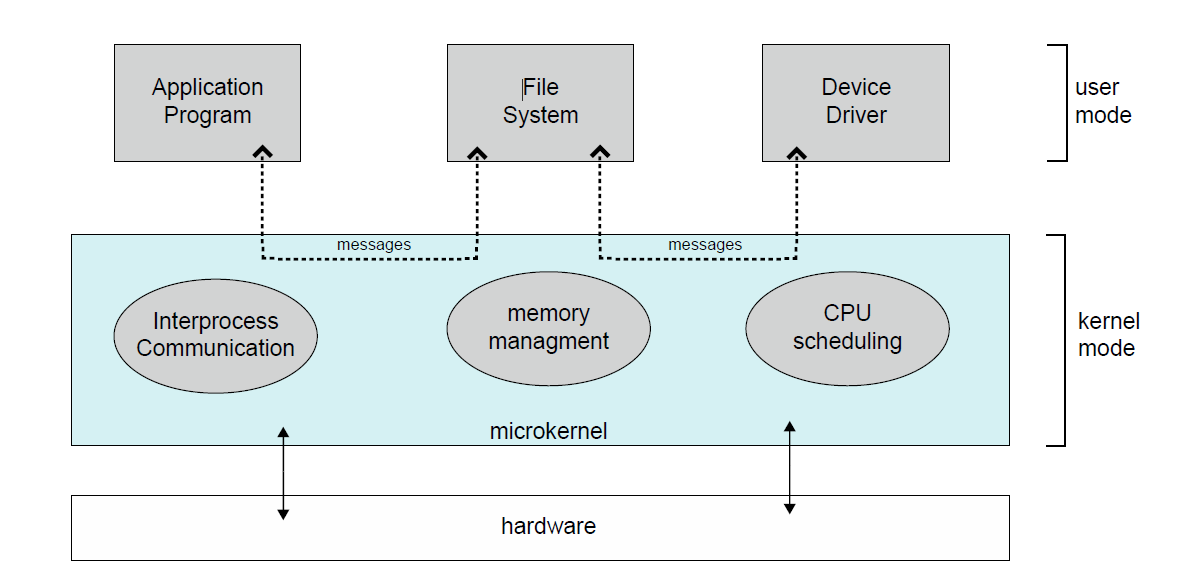 Application
Program
File
System
Device
Driver
user
mode
messages
messages
Interprocess
Communication
memory
managment
CPU
scheduling
kernel
mode
microkernel
hardware